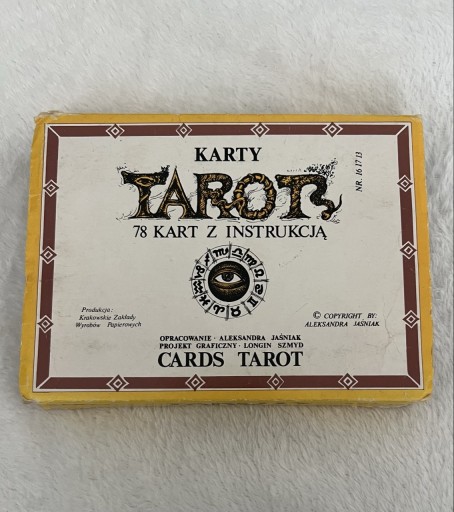 KARTY
TAROT
78 KART Z INSTRUKCJĄ
NR. 16 17 13
Produkcja:
Krakowskie Zakłady
Wyrobów Papierowych
© COPYRIGHT BY:
ALEKSANDRA JAŚNIAK
OPRACOWANIE · ALEKSANDRA JAŚNIAK
PROJEKT GRAFICZNY · LONGIN SZMYD
CARDS TAROT